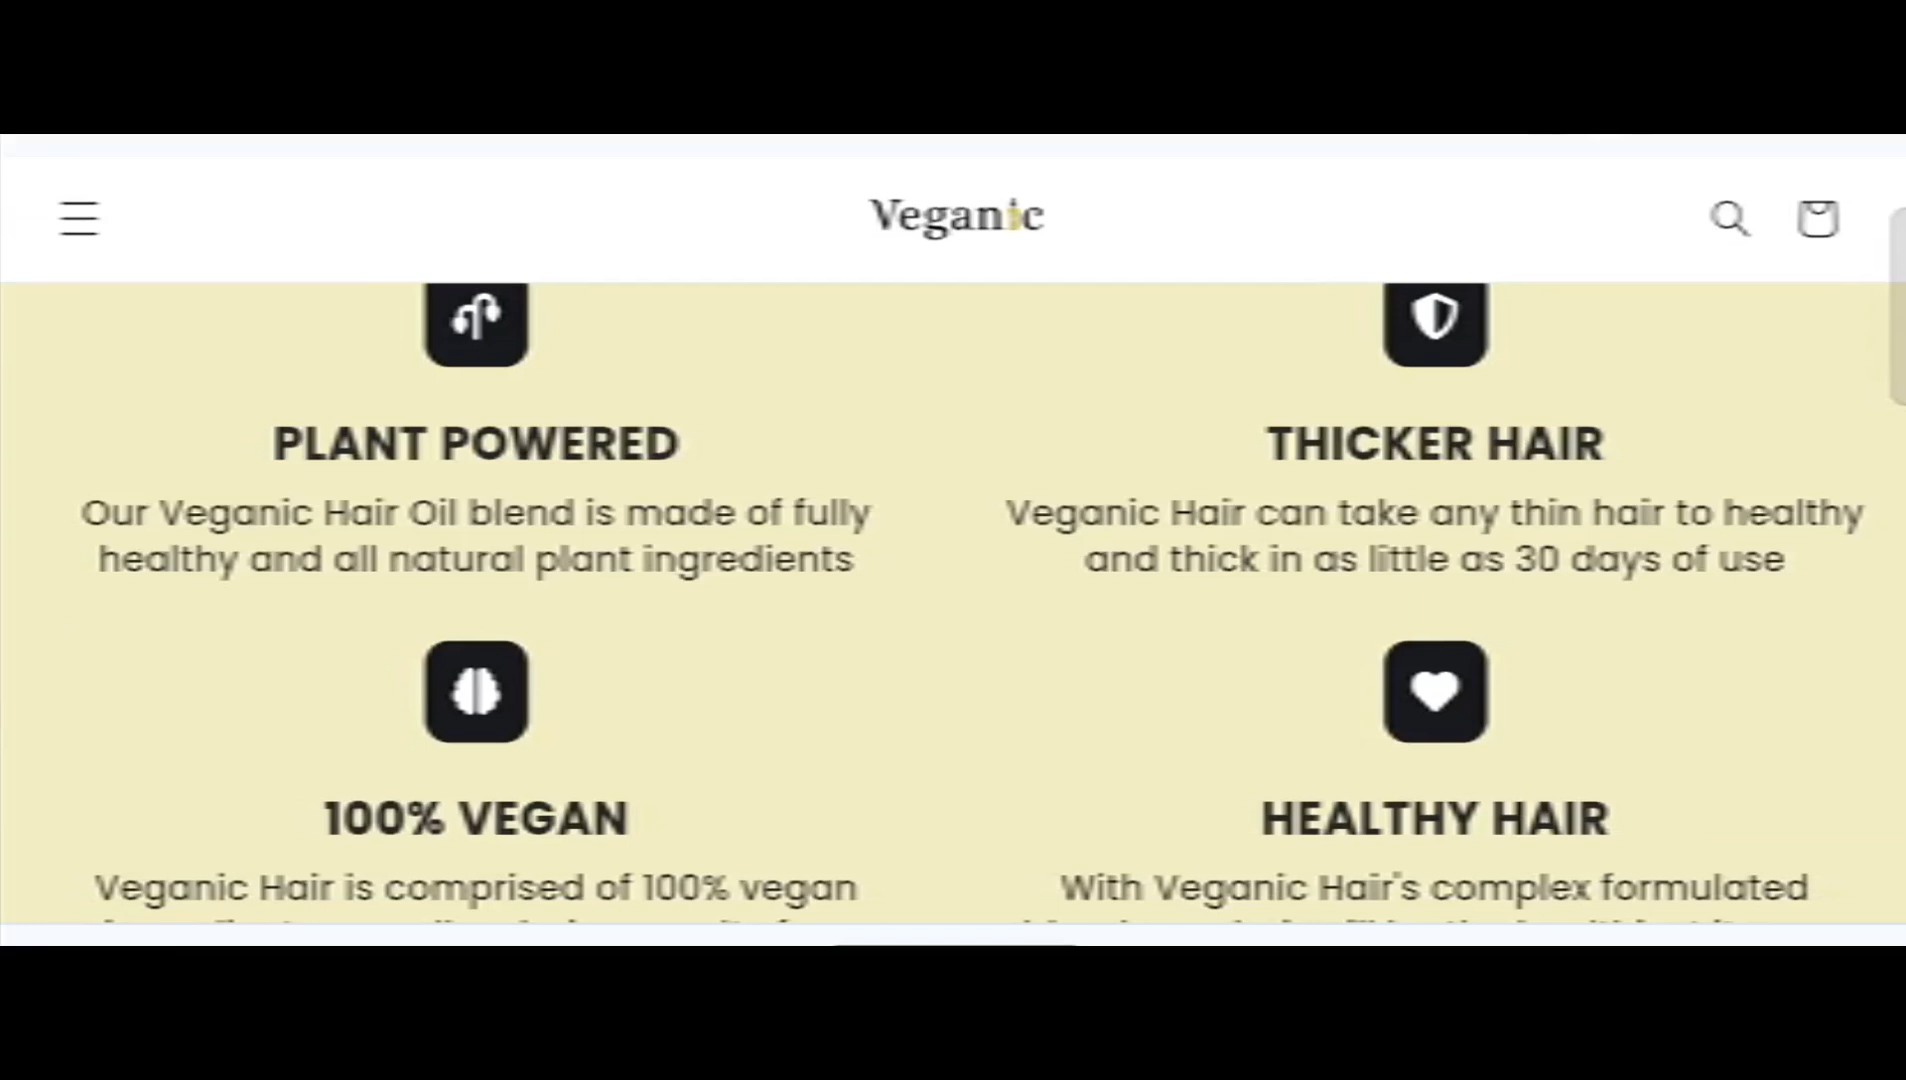 Veganic
PLANT POWERED
Our Veganic Hair Oil blend is made of fully
healthy and all natural plant ingredients
THICKER HAIR
Veganic Hair can take any thin hair to healthy
and thick in as little as 30 days of use
100% VEGAN
Veganic Hair is comprised of 100% vegan
HEALTHY HAIR
With Veganic Hair's complex formulated